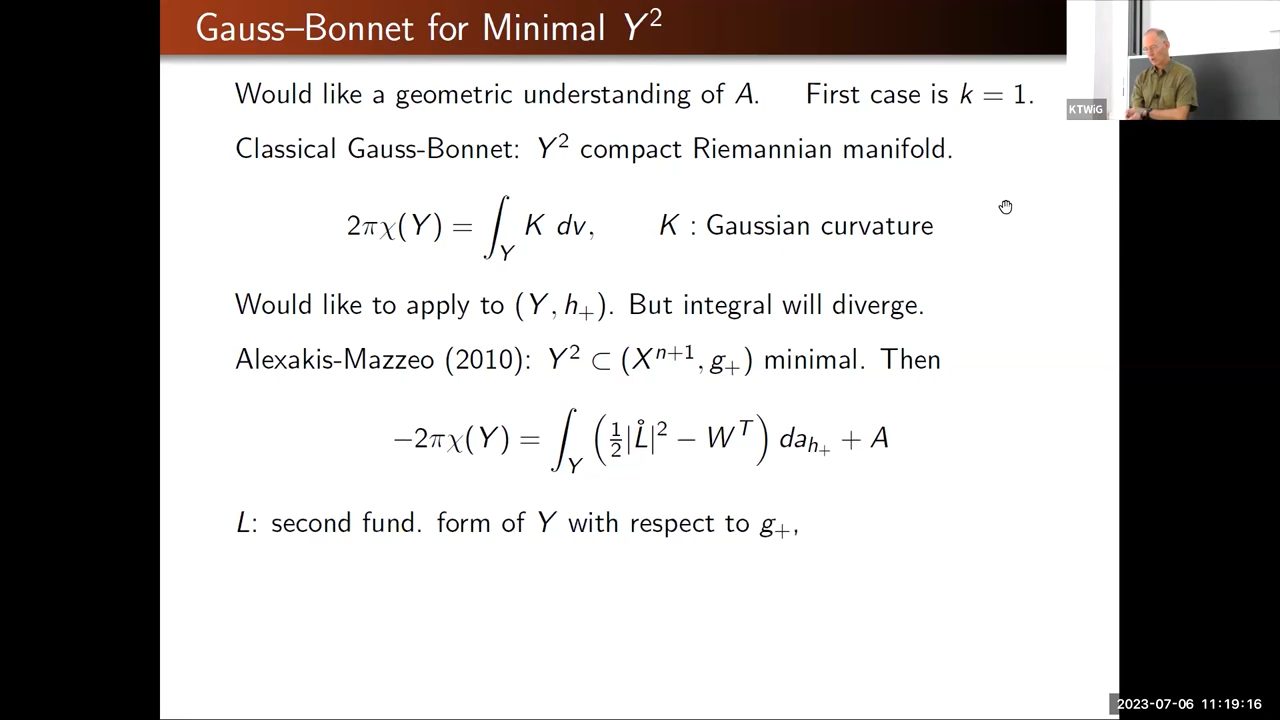 Gauss–Bonnet for Minimal Y²
Would like a geometric understanding of A. First case is k = 1.
KTWiG
Classical Gauss-Bonnet: Y² compact Riemannian manifold.
2πχ(Y) = ∫_Y K dv, K : Gaussian curvature
Would like to apply to (Y, h₊). But integral will diverge.
Alexakis-Mazzeo (2010): Y² ⊂ (Xⁿ⁺¹, g₊) minimal. Then
−2πχ(Y) = ∫_Y (½|L̊|² − Wᵀ) da_{h₊} + A
L: second fund. form of Y with respect to g₊,
2023-07-06 11:19:16